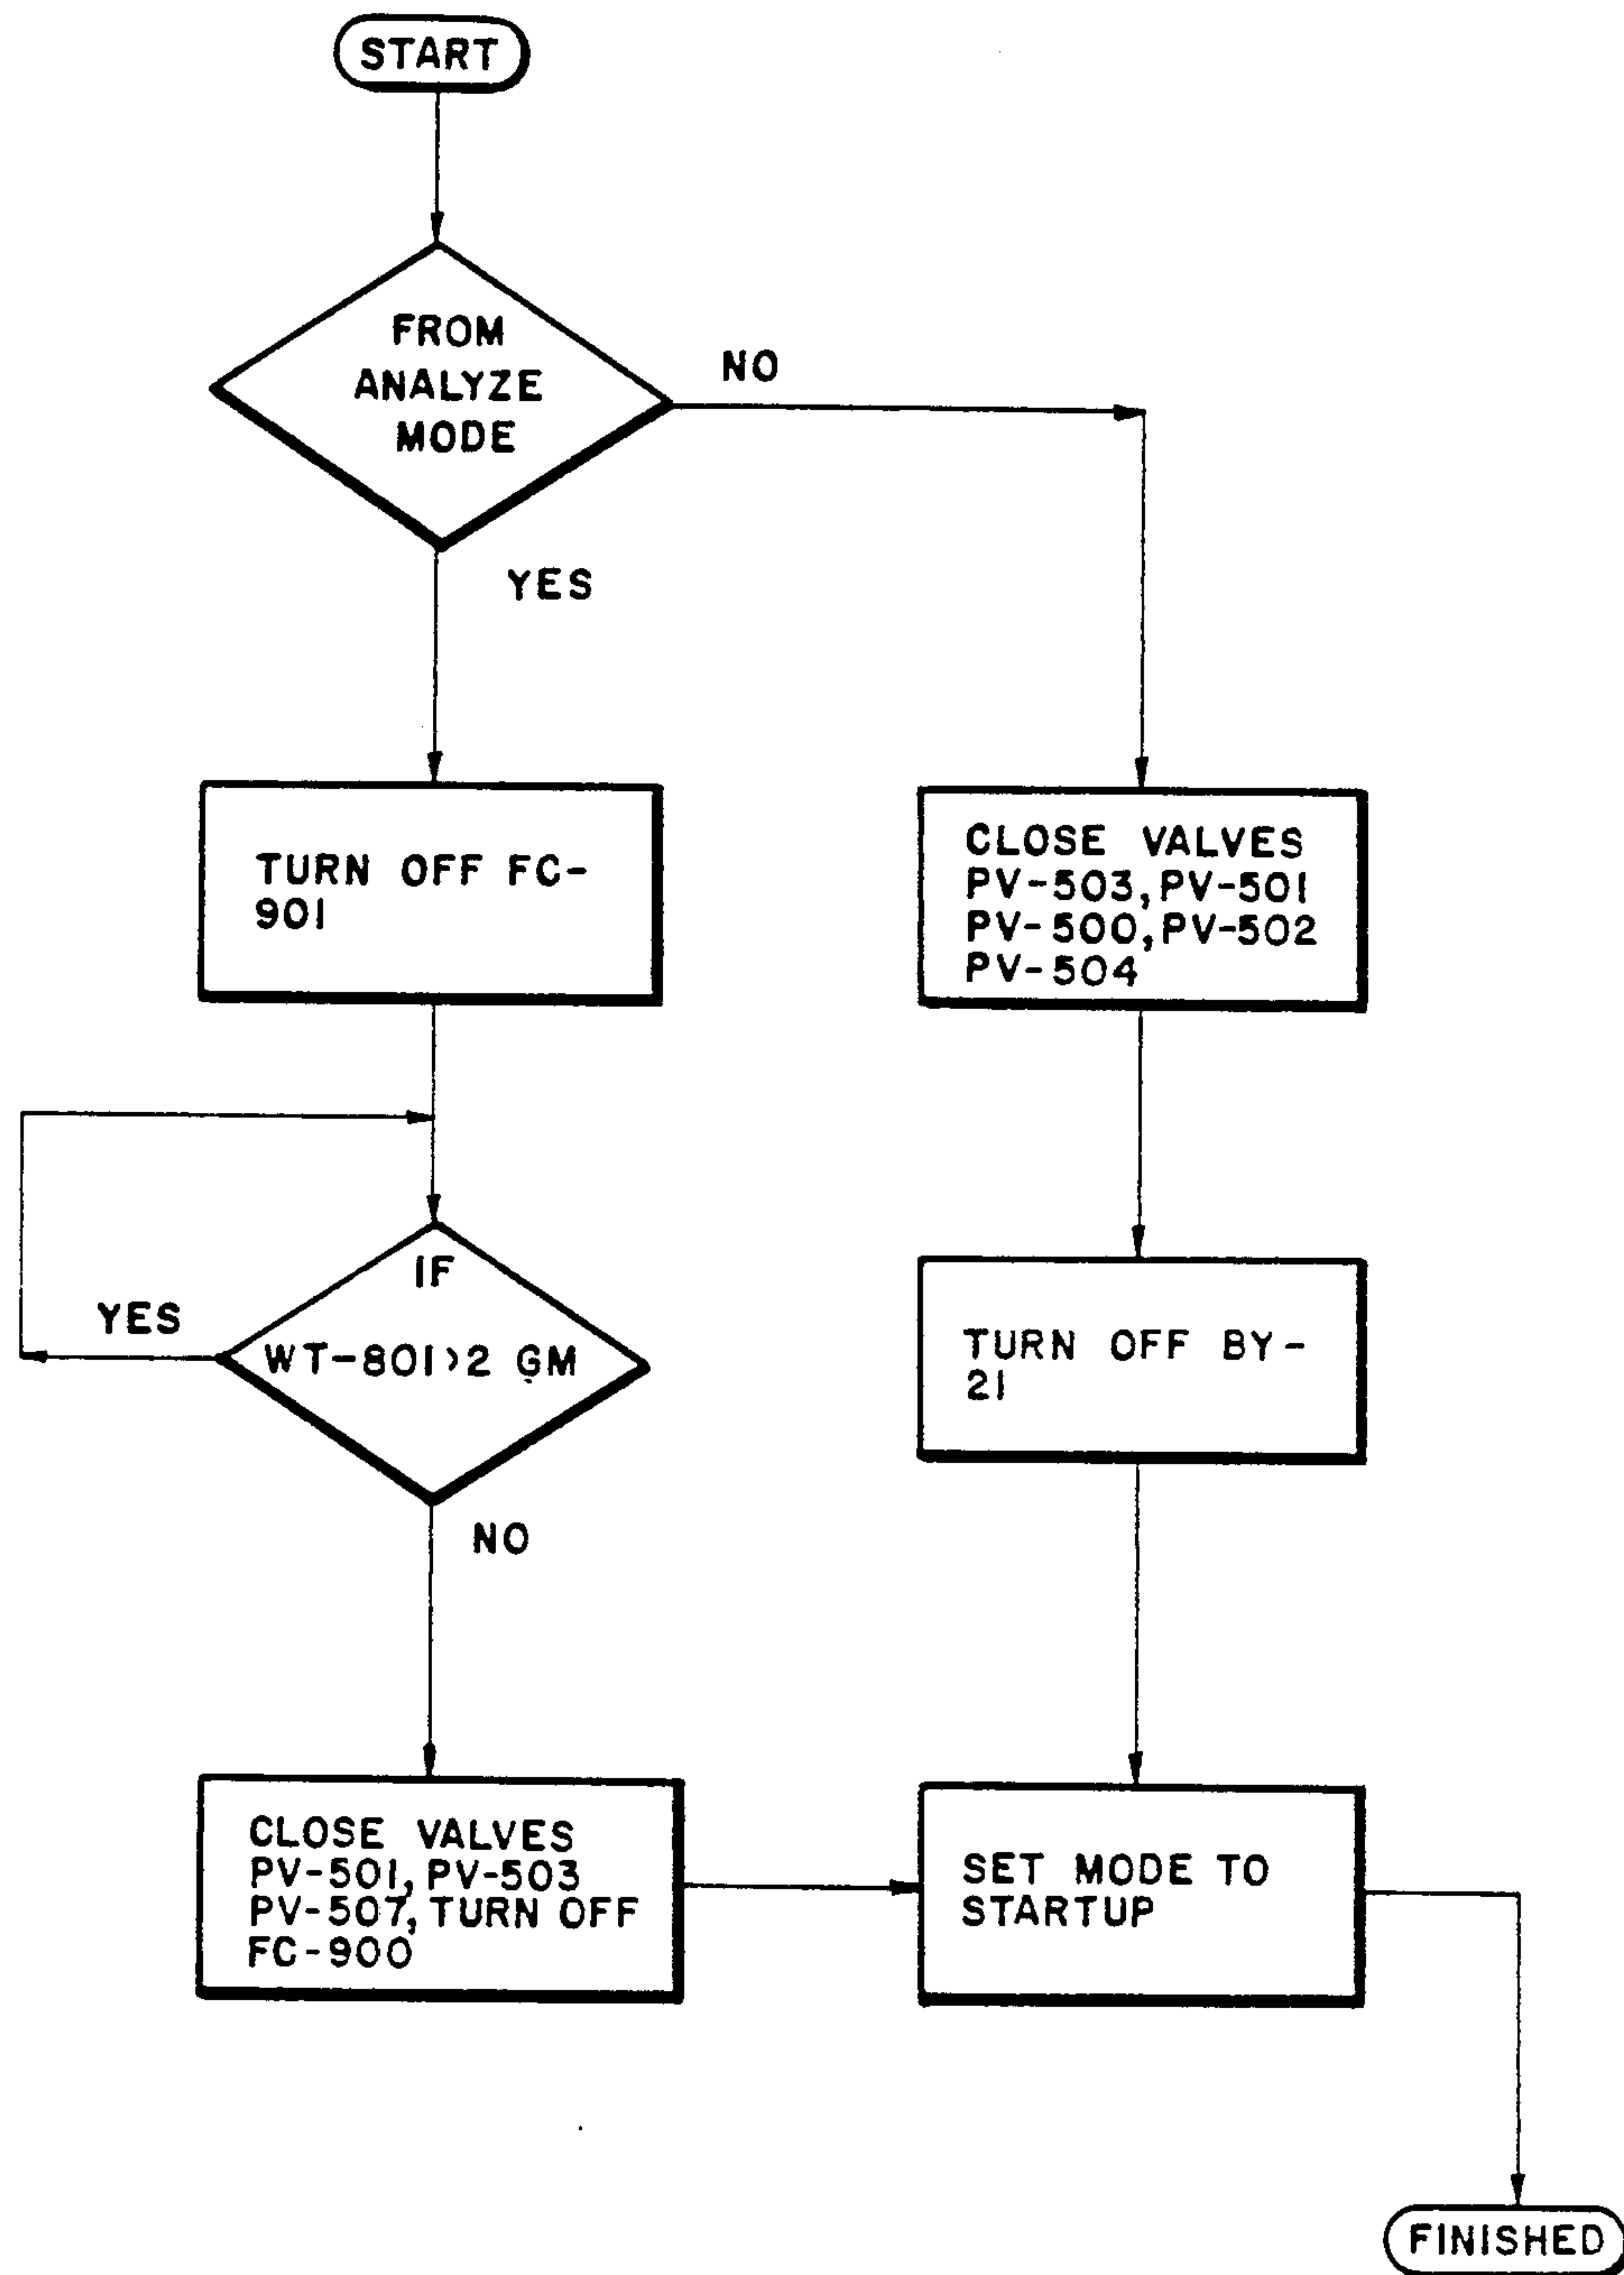 START
FROM
ANALYZE
MODE
NO
YES
TURN OFF FC-
901
CLOSE VALVES
PV-503, PV-501
PV-500, PV-502
PV-504
IF
WT-801>2 GM
YES
NO
TURN OFF BY-
21
CLOSE VALVES
PV-501, PV-503
PV-507, TURN OFF
FC-900
SET MODE TO
STARTUP
FINISHED